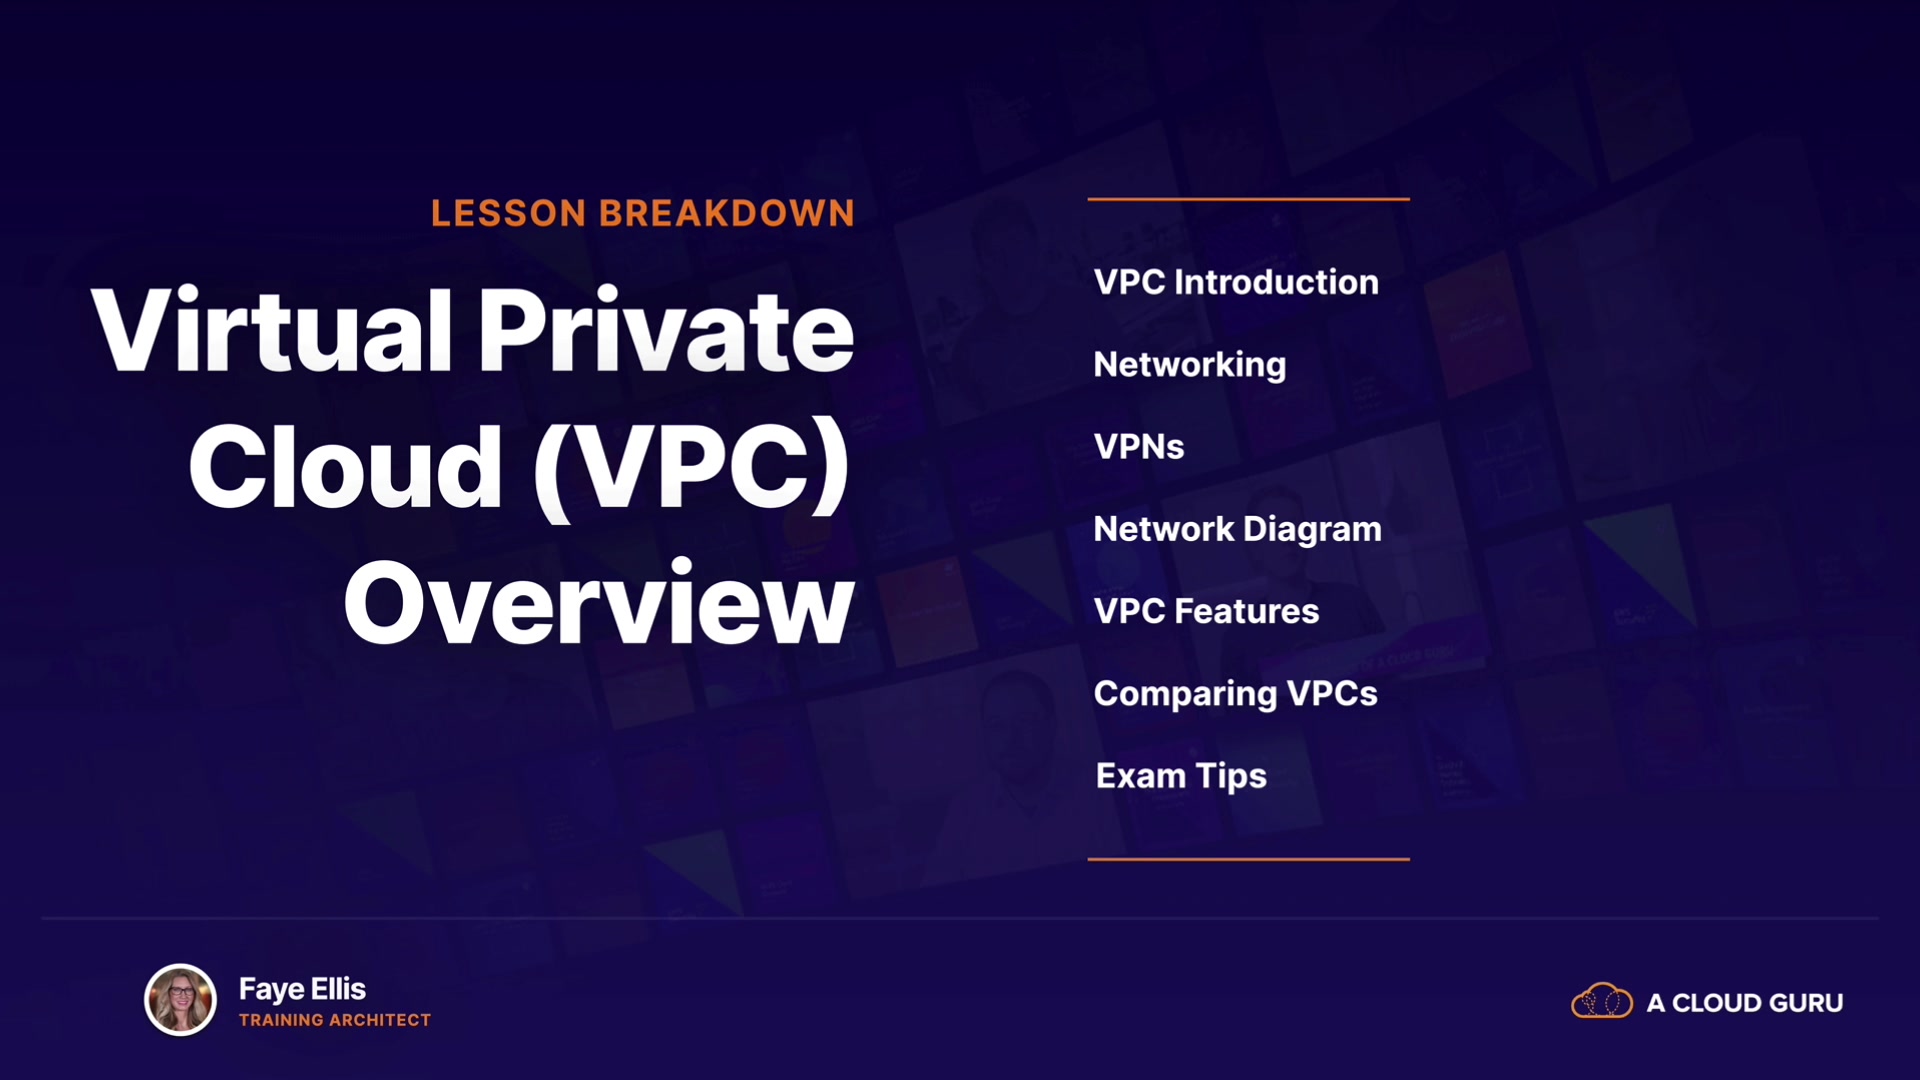 LESSON BREAKDOWN
Virtual Private
Cloud (VPC)
Overview
VPC Introduction
Networking
VPNs
Network Diagram
VPC Features
Comparing VPCs
Exam Tips
Faye Ellis
TRAINING ARCHITECT
A CLOUD GURU